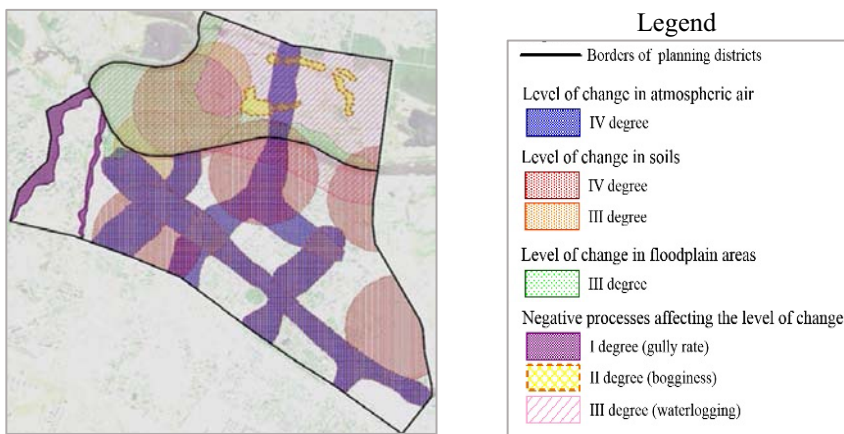 Legend
Borders of planning districts
Level of change in atmospheric air
IV degree
Level of change in soils
IV degree
III degree
Level of change in floodplain areas
III degree
Negative processes affecting the level of change
I degree (gully rate)
II degree (bogginess)
III degree (waterlogging)